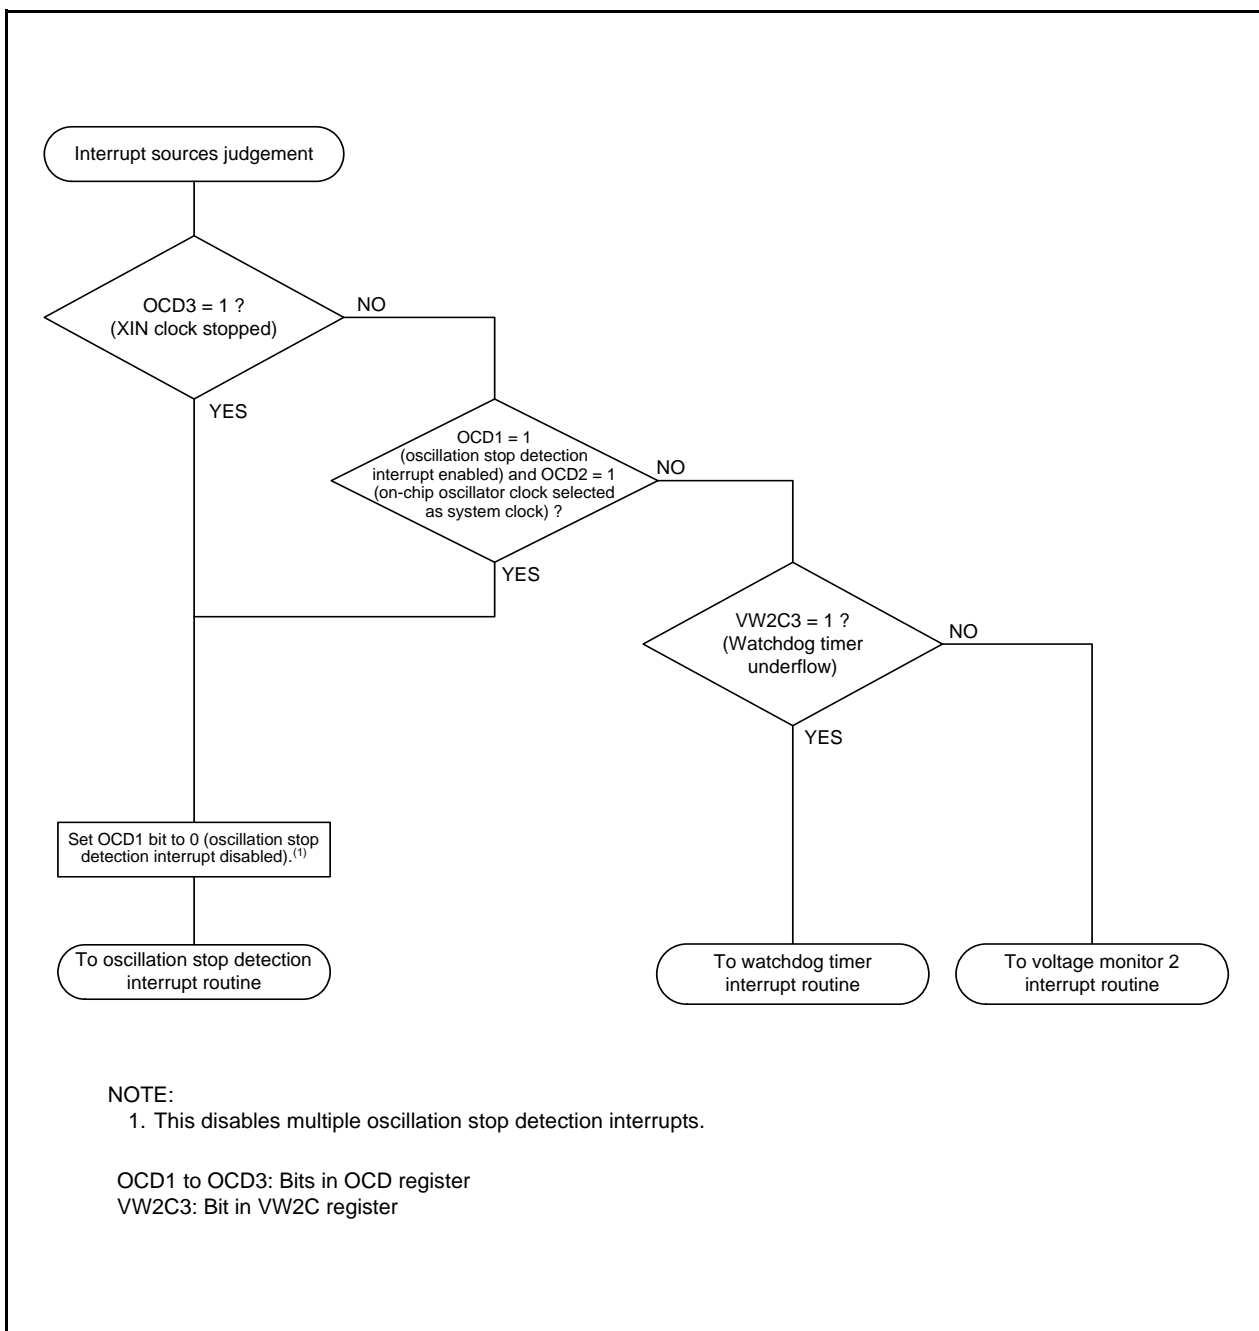 Interrupt sources judgement
OCD3 = 1 ?
(XIN clock stopped)
NO
YES
OCD1 = 1
(oscillation stop detection
interrupt enabled) and OCD2 = 1
(on-chip oscillator clock selected
as system clock) ?
NO
YES
VW2C3 = 1 ?
(Watchdog timer
underflow)
NO
YES
Set OCD1 bit to 0 (oscillation stop
detection interrupt disabled).(1)
To oscillation stop detection
interrupt routine
To watchdog timer
interrupt routine
To voltage monitor 2
interrupt routine
NOTE:
1. This disables multiple oscillation stop detection interrupts.
OCD1 to OCD3: Bits in OCD register
VW2C3: Bit in VW2C register